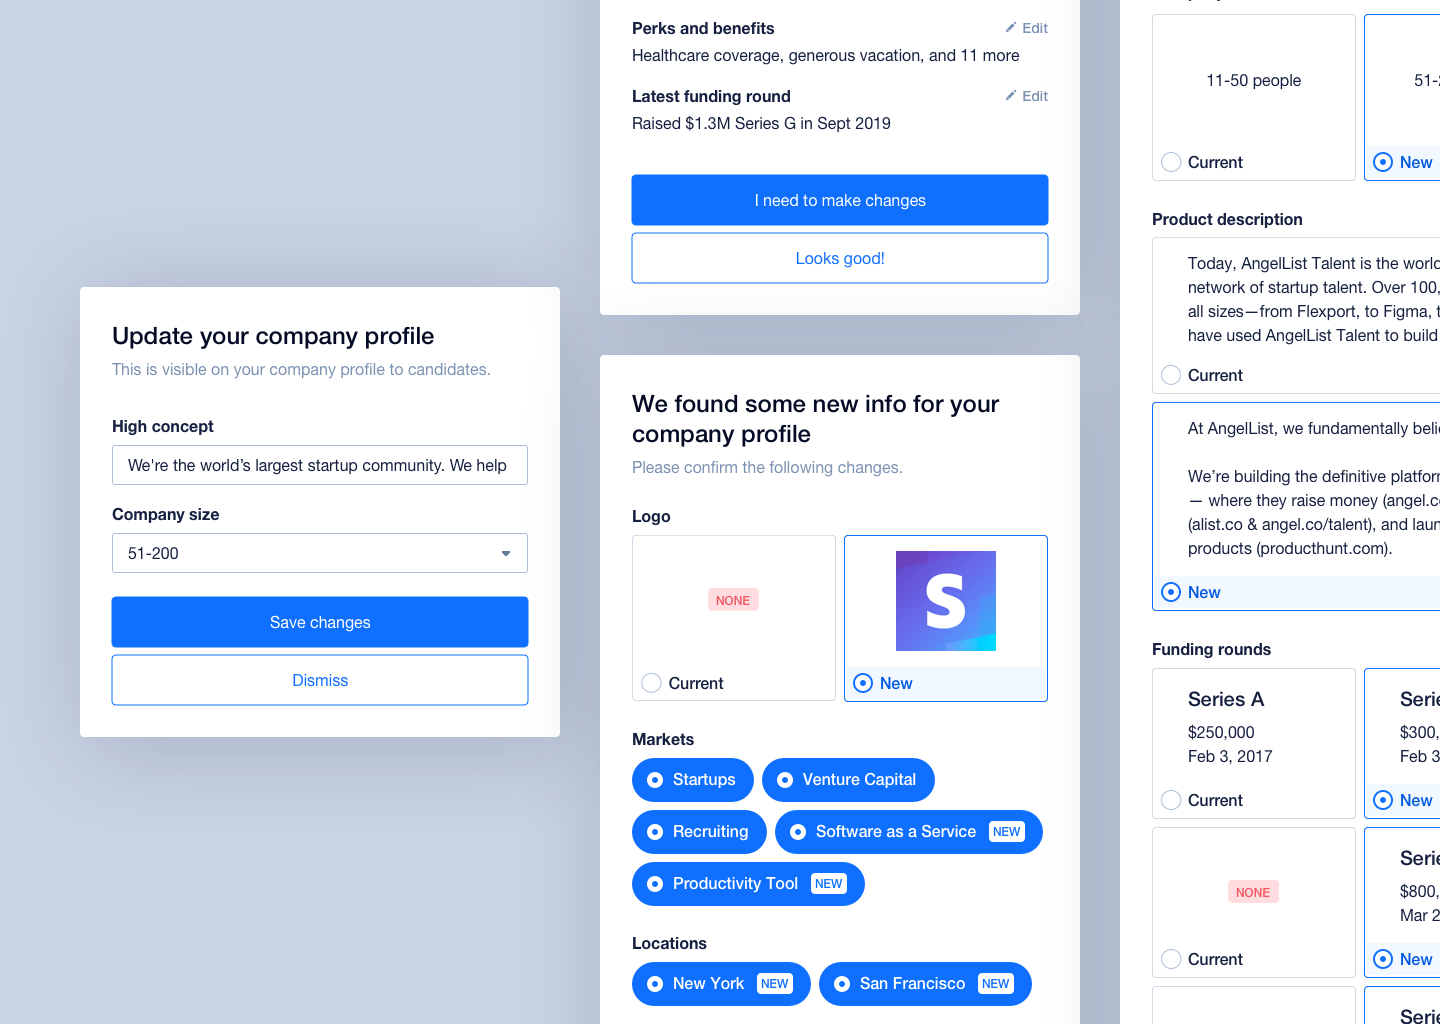 Update your company profile
This is visible on your company profile to candidates.
High concept
We're the world’s largest startup community. We help
Company size
51-200
Save changes
Dismiss
Perks and benefits
Edit
Healthcare coverage, generous vacation, and 11 more
Latest funding round
Edit
Raised $1.3M Series G in Sept 2019
I need to make changes
Looks good!
We found some new info for your
company profile
Please confirm the following changes.
Logo
NONE
S
Current
New
Markets
Startups
Venture Capital
Recruiting
Software as a Service NEW
Productivity Tool NEW
Locations
New York NEW
San Francisco NEW
11-50 people
51-
Current
New
Product description
Today, AngelList Talent is the world
network of startup talent. Over 100,
all sizes—from Flexport, to Figma, t
have used AngelList Talent to build
Current
At AngelList, we fundamentally beli
We’re building the definitive platfor
— where they raise money (angel.c
(alist.co & angel.co/talent), and laun
products (producthunt.com).
New
Funding rounds
Series A
$250,000
Feb 3, 2017
Current
Serie
$300,
Feb 3
New
NONE
Current
Serie
$800,
Mar 2
New
Serie